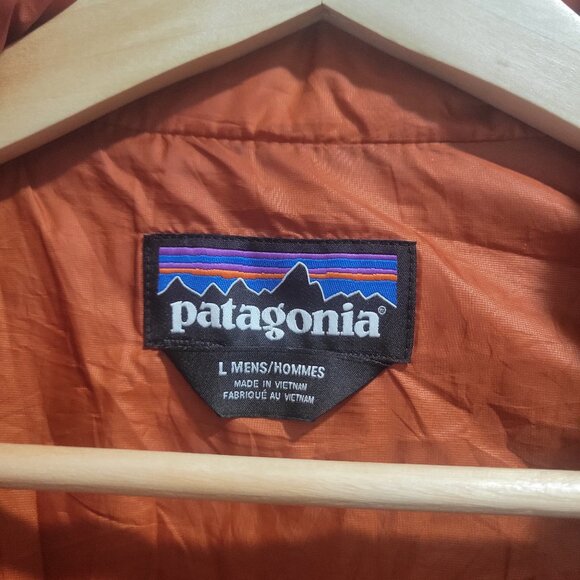 patagonia®
L MENS/HOMMES
MADE IN VIETNAM
FABRIQUÉ AU VIETNAM